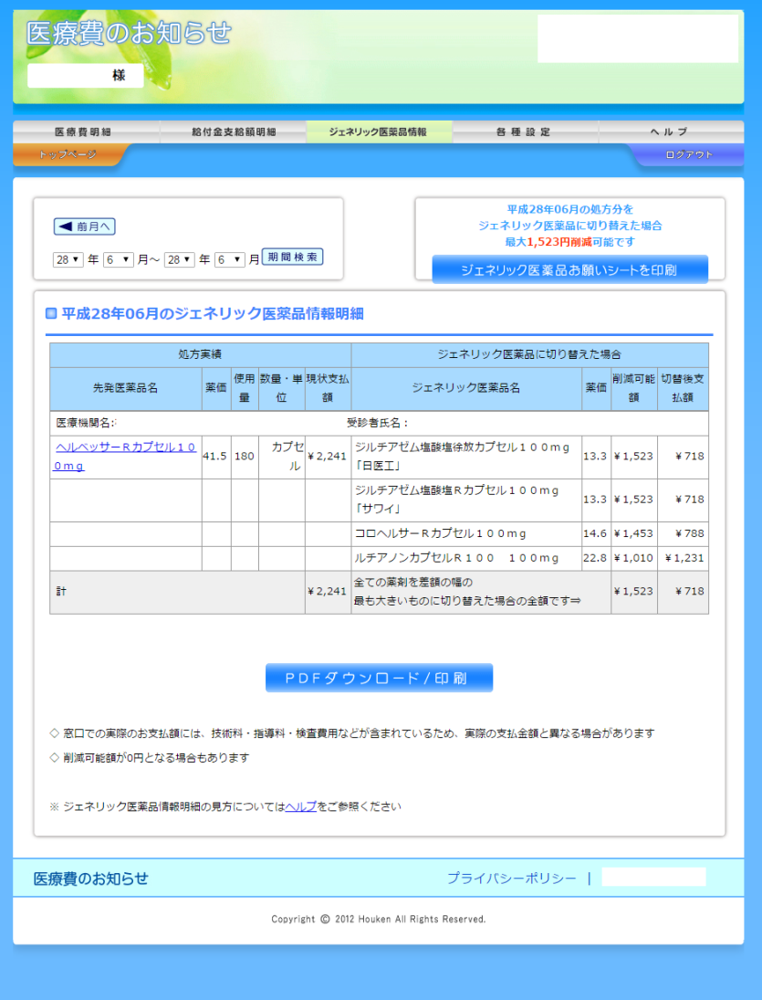 医療費のお知らせ
様
医療費明細 給付金支給額明細 ジェネリック医薬品情報 各種設定 ヘルプ
トップページ ログアウト
◀ 前月へ
28 ▼ 年 6 ▼ 月～ 28 ▼ 年 6 ▼ 月 期間検索
平成28年06月の処方分を
ジェネリック医薬品に切り替えた場合
最大1,523円削減可能です
ジェネリック医薬品お願いシートを印刷
平成28年06月のジェネリック医薬品情報明細
処方実績 ジェネリック医薬品に切り替えた場合
先発医薬品名 薬価 使用量 数量・単位 現状支払額 ジェネリック医薬品名 薬価 削減可能額 切替後支払額
医療機関名: 受診者氏名：
ヘルベッサーＲカプセル１００ｍｇ 41.5 180 カプセル ¥2,241 ジルチアゼム塩酸塩徐放カプセル１００ｍｇ「日医工」 13.3 ¥1,523 ¥718
ジルチアゼム塩酸塩Ｒカプセル１００ｍｇ「サワイ」 13.3 ¥1,523 ¥718
コロヘルサーＲカプセル１００ｍｇ 14.6 ¥1,453 ¥788
ルチアノンカプセルＲ１００　１００ｍｇ 22.8 ¥1,010 ¥1,231
計 ¥2,241 全ての薬剤を差額の幅の最も大きいものに切り替えた場合の全額です⇒ ¥1,523 ¥718
PDFダウンロード/印刷
◇ 窓口での実際のお支払額には、技術料・指導料・検査費用などが含まれているため、実際の支払金額と異なる場合があります
◇ 削減可能額が0円となる場合もあります
※ ジェネリック医薬品情報明細の見方についてはヘルプをご参照ください
医療費のお知らせ プライバシーポリシー |
Copyright © 2012 Houken All Rights Reserved.